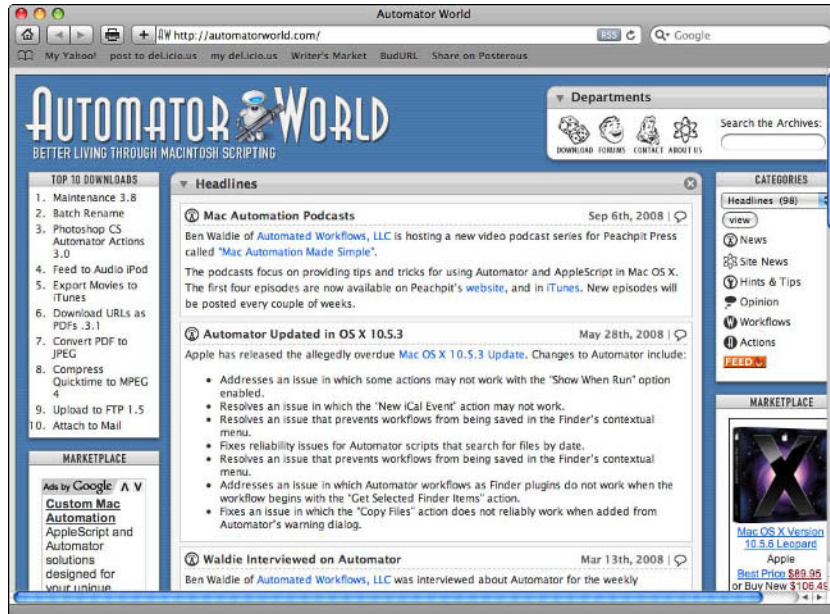 Automator World
http://automatorworld.com/
RSS
Google
My Yahoo! post to del.icio.us my del.icio.us Writer's Market BudURL Share on Posterous
AUTOMATOR WORLD
BETTER LIVING THROUGH MACINTOSH SCRIPTING
Departments
DOWNLOAD FORUMS CONTACT ABOUT US
Search the Archives:
TOP 10 DOWNLOADS
1. Maintenance 3.8
2. Batch Rename
3. Photoshop CS
Automator Actions
3.0
4. Feed to Audio iPod
5. Export Movies to
iTunes
6. Download URLs as
PDFs .3.1
7. Convert PDF to
JPEG
8. Compress
Quicktime to MPEG
4
9. Upload to FTP 1.5
10. Attach to Mail
MARKETPLACE
Ads by Google
Custom Mac
Automation
AppleScript and
Automator
solutions
designed for
your unique
Headlines
Mac Automation Podcasts Sep 6th, 2008 |
Ben Waldie of Automated Workflows, LLC is hosting a new video podcast series for Peachpit Press
called "Mac Automation Made Simple".
The podcasts focus on providing tips and tricks for using Automator and AppleScript in Mac OS X.
The first four episodes are now available on Peachpit's website, and in iTunes. New episodes will
be posted every couple of weeks.
Automator Updated in OS X 10.5.3 May 28th, 2008 |
Apple has released the allegedly overdue Mac OS X 10.5.3 Update. Changes to Automator include:
• Addresses an issue in which some actions may not work with the "Show When Run" option
enabled.
• Resolves an issue in which the "New iCal Event" action may not work.
• Resolves an issue that prevents workflows from being saved in the Finder's contextual
menu.
• Fixes reliability issues for Automator scripts that search for files by date.
• Resolves an issue that prevents workflows from being saved in the Finder's contextual
menu.
• Addresses an issue in which Automator workflows as Finder plugins do not work when the
workflow begins with the "Get Selected Finder Items" action.
• Fixes an issue in which the "Copy Files" action does not reliably work when added from
Automator's warning dialog.
Waldie Interviewed on Automator Mar 13th, 2008 |
Ben Waldie of Automated Workflows, LLC was interviewed about Automator for the weekly
CATEGORIES
Headlines (98)
view
News
Site News
Hints & Tips
Opinion
Workflows
Actions
FEED
MARKETPLACE
Mac OS X Version
10.5.6 Leopard
Apple
Best Price $89.95
or Buy New $106.49